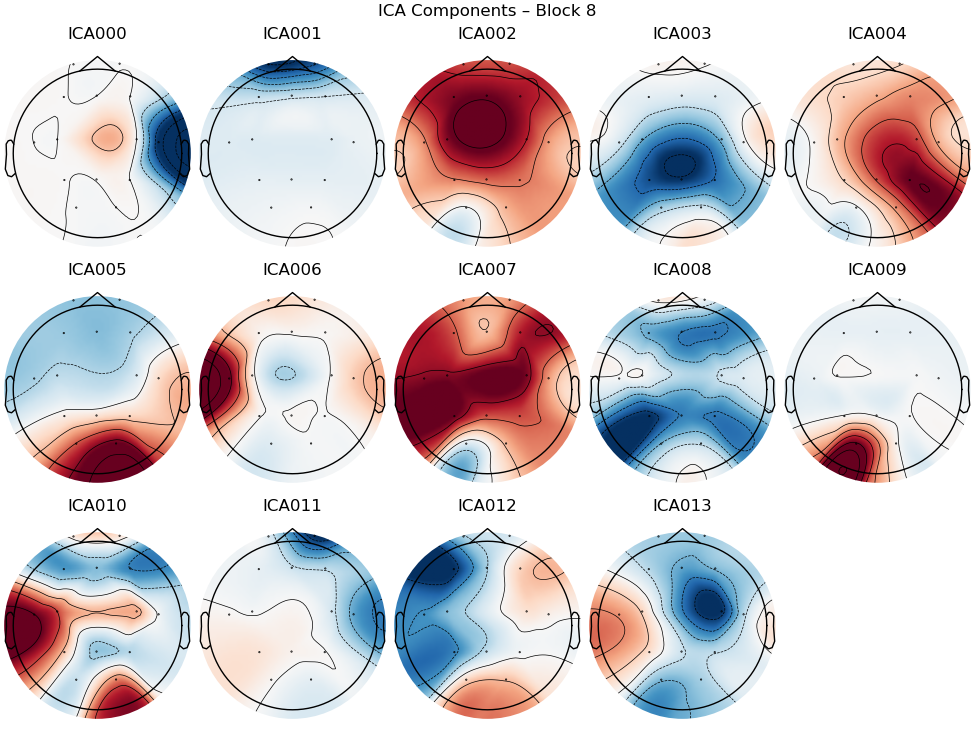 ICA Components – Block 8
ICA000 ICA001 ICA002 ICA003 ICA004
ICA005 ICA006 ICA007 ICA008 ICA009
ICA010 ICA011 ICA012 ICA013